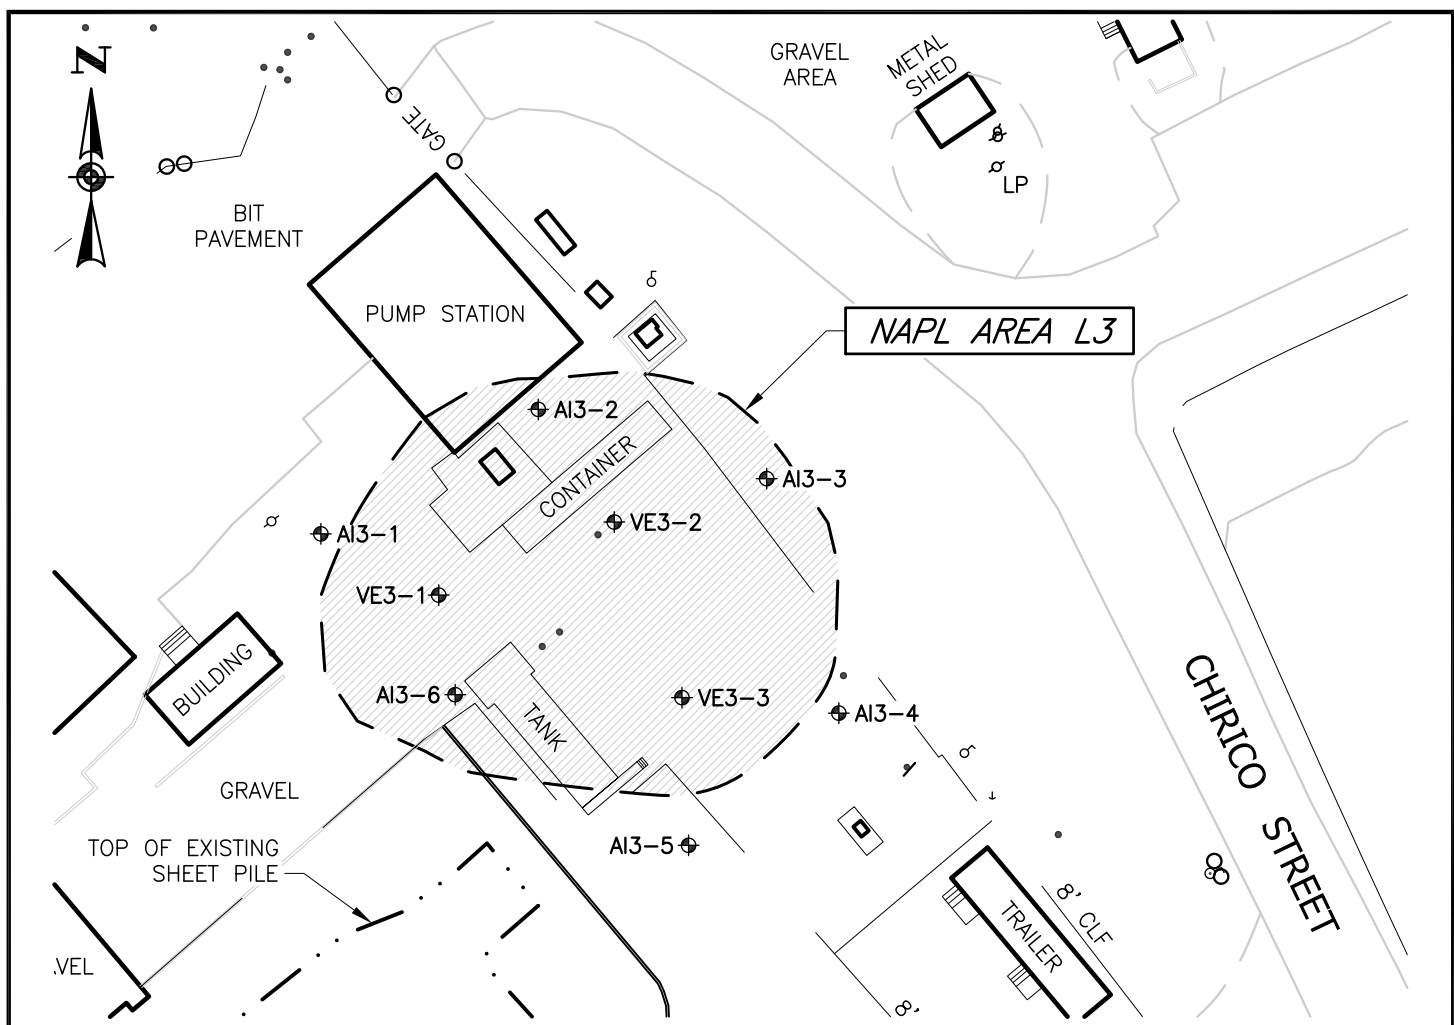 N
GRAVEL
AREA
METAL
SHED
GATE
LP
BIT
PAVEMENT
PUMP STATION
NAPL AREA L3
AI3-2
CONTAINER
AI3-3
VE3-2
AI3-1
VE3-1
BUILDING
AI3-6
VE3-3
TANK
AI3-4
CHIRICO STREET
GRAVEL
TOP OF EXISTING
SHEET PILE
AI3-5
8' CLF
TRAILER
VEL
8'